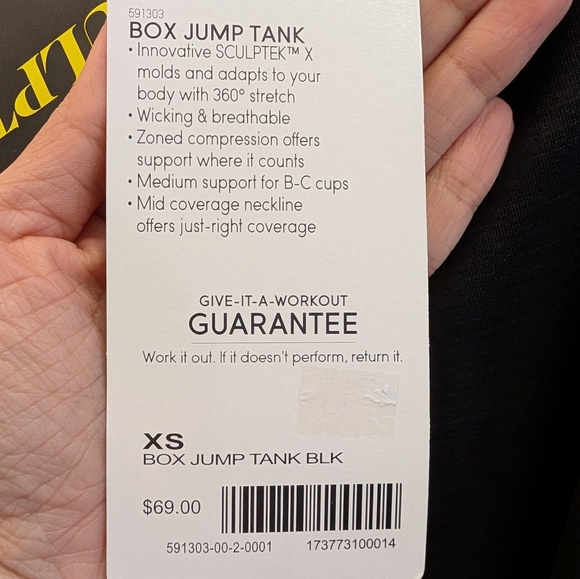 591303
BOX JUMP TANK
• Innovative SCULPTEK™ X
molds and adapts to your
body with 360° stretch
• Wicking & breathable
• Zoned compression offers
support where it counts
• Medium support for B-C cups
• Mid coverage neckline
offers just-right coverage
GIVE-IT-A-WORKOUT
GUARANTEE
Work it out. If it doesn't perform, return it.
XS
BOX JUMP TANK BLK
$69.00
591303-00-2-0001 173773100014